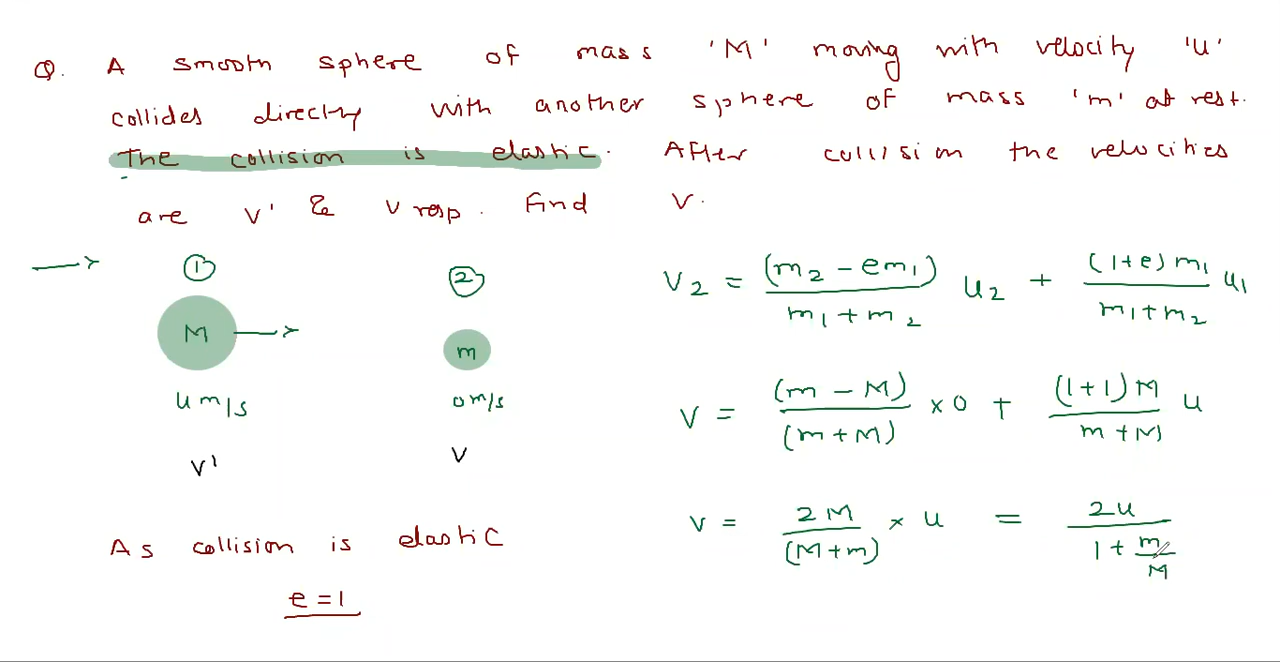 Q. A smooth sphere of mass 'M' moving with velocity 'u'
collides directly with another sphere of mass 'm' at rest.
The collision is elastic. After collision the velocities
are v' & v resp. Find v.
① ②
M m
u m/s 0 m/s
v' v
As collision is elastic
e = 1
v₂ = (m₂ - em₁)/(m₁ + m₂) u₂ + (1+e) m₁/(m₁+m₂) u₁
v = (m - M)/(m + M) × 0 + (1+1) M/(m + M) u
v = 2M/(M+m) × u = 2u/(1 + m/M)